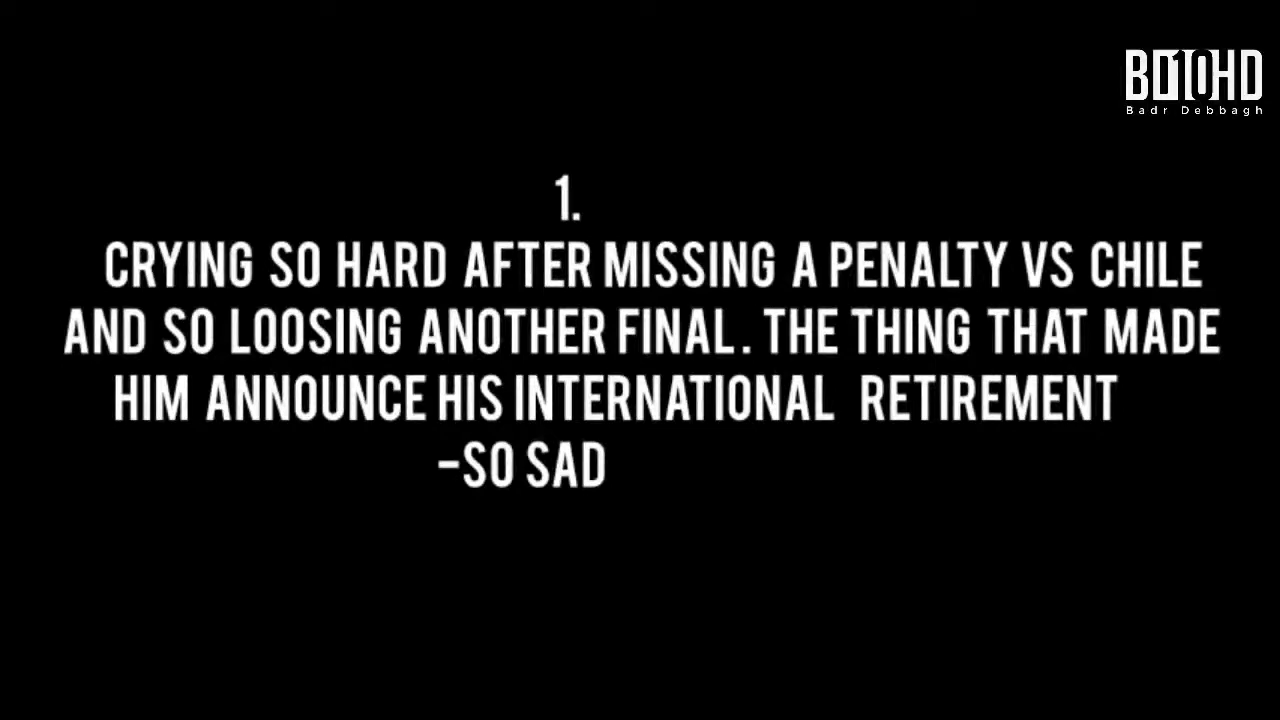 BD10HD
Badr Debbagh
1.
CRYING SO HARD AFTER MISSING A PENALTY VS CHILE
AND SO LOOSING ANOTHER FINAL. THE THING THAT MADE
HIM ANNOUNCE HIS INTERNATIONAL RETIREMENT
-SO SAD